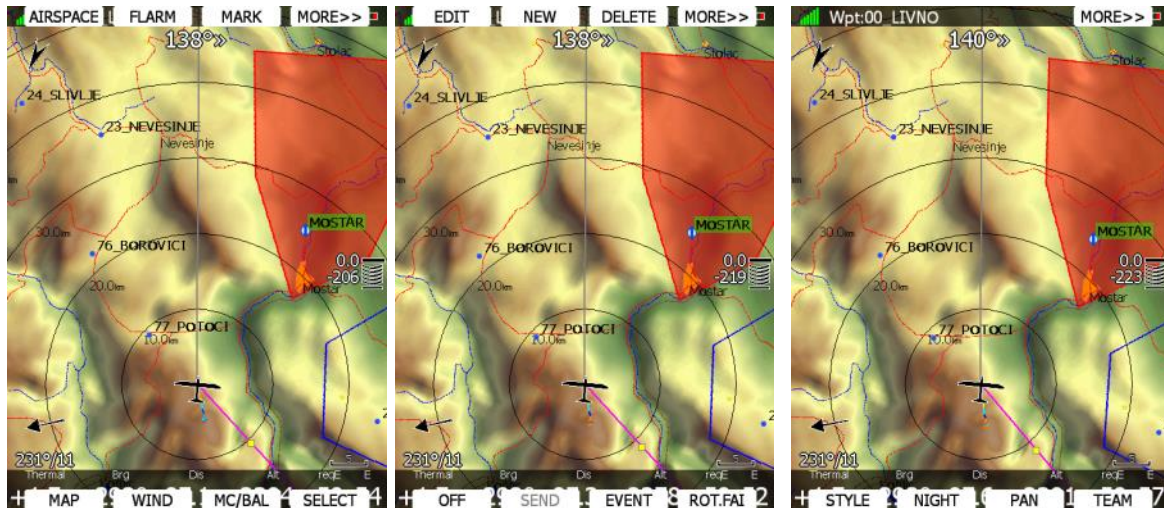 AIRSPACE FLARM MARK MORE>>
138°»
Stolac
24_SLIVLJE
23_NEVESINJE
Nevesinje
MOSTAR
30.0km
76_BOROVICI
0.0
-206
20.0km
Mostar
77_POTOCI
10.0km
231°/11
5
Thermal Brg Dis Alt reqE E
MAP WIND MC/BAL SELECT
EDIT NEW DELETE MORE>>
138°»
Stolac
24_SLIVLJE
23_NEVESINJE
Nevesinje
MOSTAR
30.0km
76_BOROVICI
0.0
-219
20.0km
Mostar
77_POTOCI
10.0km
231°/11
5
Thermal Brg Dis Alt reqE E
OFF SEND EVENT ROT.FAI
Wpt:00_LIVNO MORE>>
140°»
Stolac
24_SLIVLJE
23_NEVESINJE
Nevesinje
MOSTAR
30.0km
76_BOROVICI
0.0
-223
20.0km
Mostar
77_POTOCI
10.0km
231°/11
5
Thermal Brg Dis Alt reqE E
STYLE NIGHT PAN TEAM